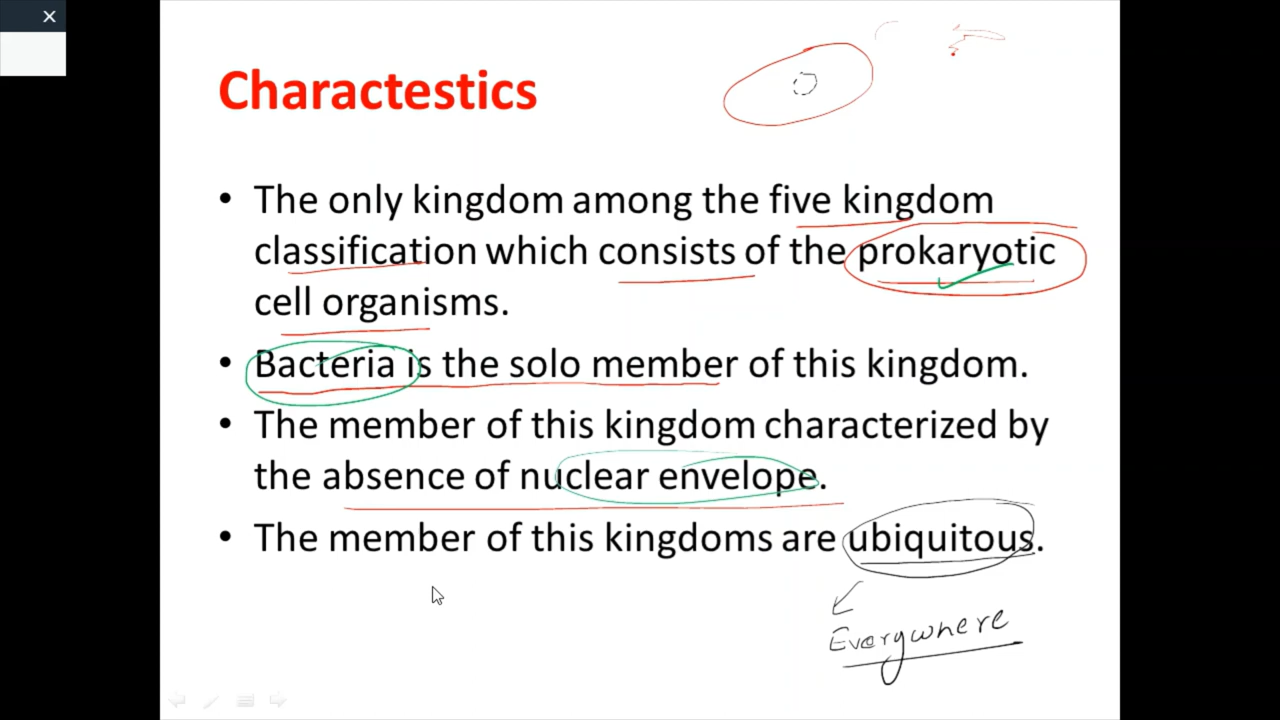 Charactestics
• The only kingdom among the five kingdom
classification which consists of the prokaryotic
cell organisms.
• Bacteria is the solo member of this kingdom.
• The member of this kingdom characterized by
the absence of nuclear envelope.
• The member of this kingdoms are ubiquitous.
Everywhere